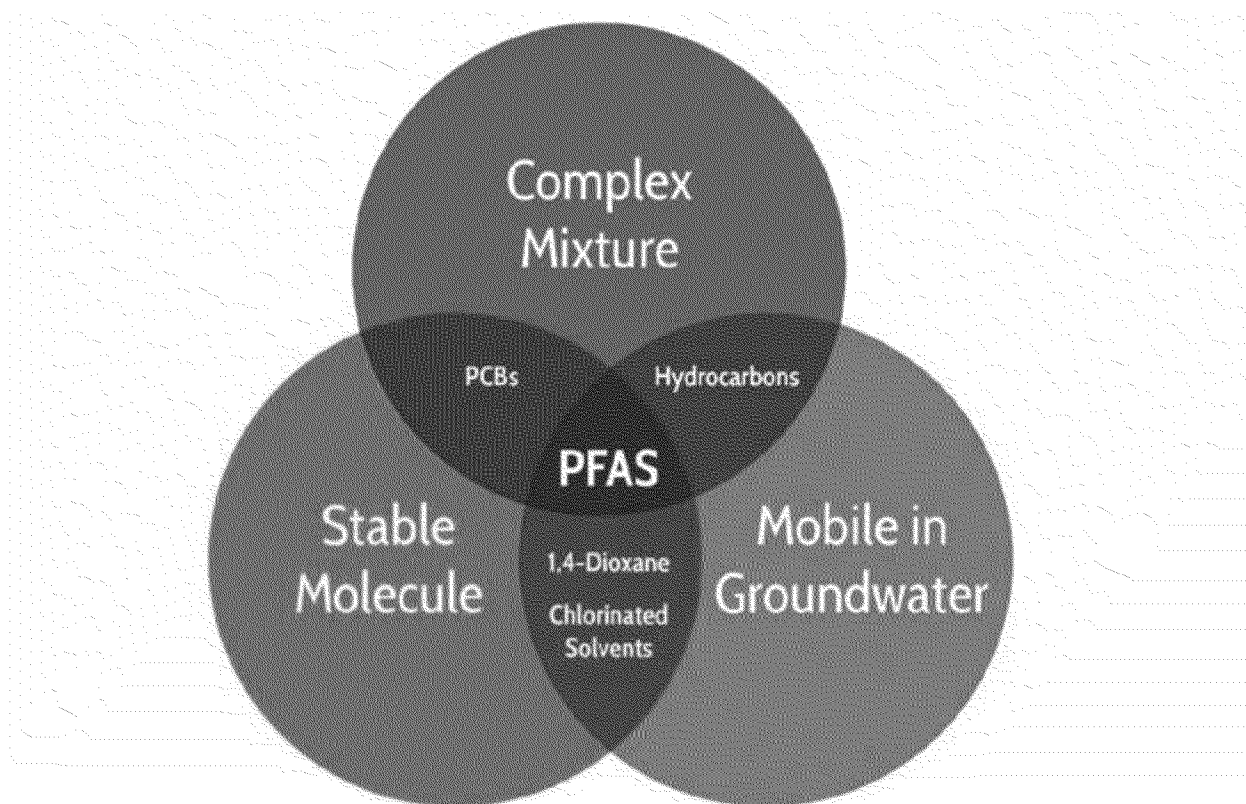 Complex
Mixture
PCBs
Hydrocarbons
PFAS
Stable
Molecule
1,4-Dioxane
Chlorinated
Solvents
Mobile in
Groundwater